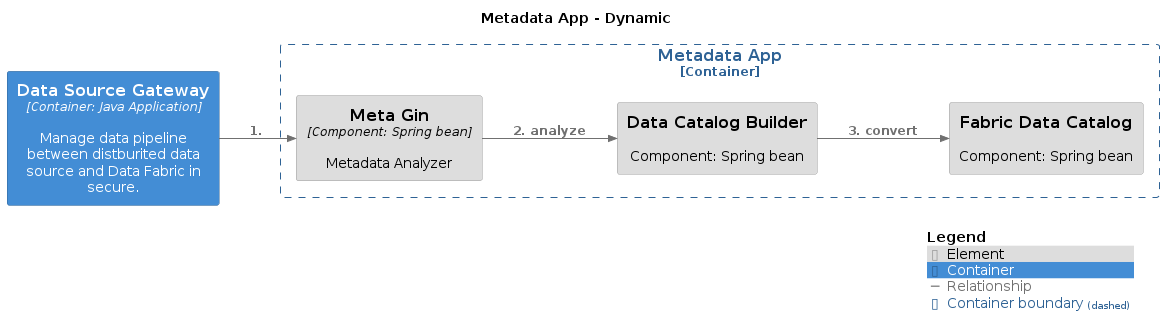 Metadata App - Dynamic
Metadata App
[Container]
Data Source Gateway
[Container: Java Application]
Manage data pipeline
between distburited data
source and Data Fabric in
secure.
1.
Meta Gin
[Component: Spring bean]
Metadata Analyzer
2. analyze
Data Catalog Builder
Component: Spring bean
3. convert
Fabric Data Catalog
Component: Spring bean
Legend
Element
Container
Relationship
Container boundary (dashed)